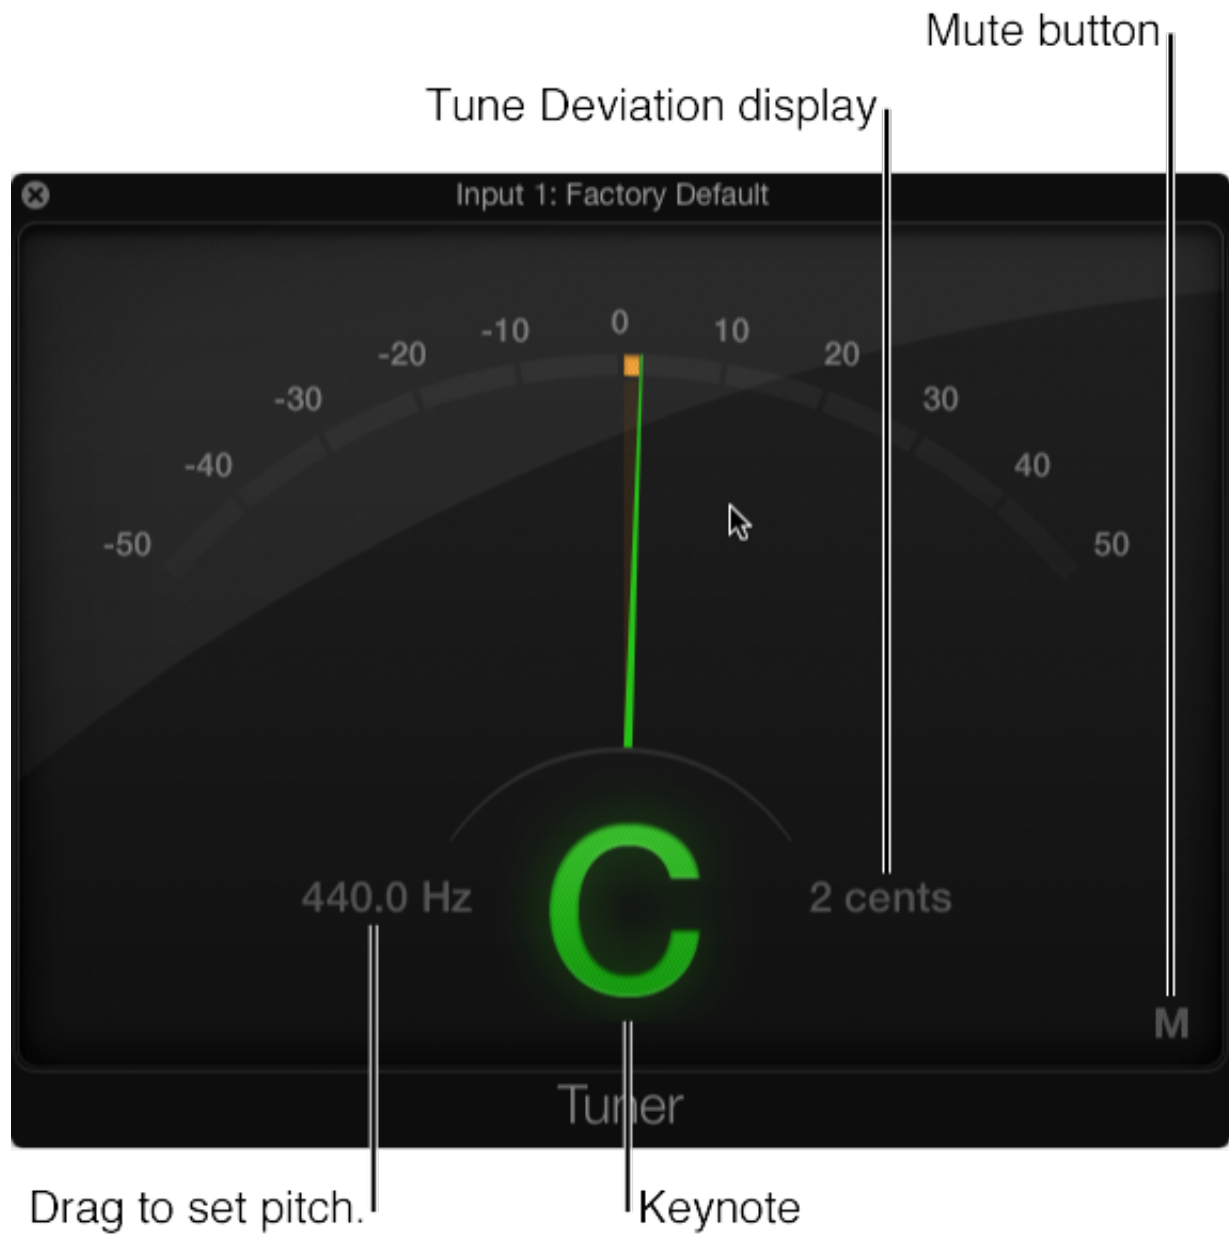 Mute button
Tune Deviation display
Input 1: Factory Default
0
-10
10
-20
20
-30
30
-40
40
-50
50
440.0 Hz
C
2 cents
M
Tuner
Drag to set pitch.
Keynote